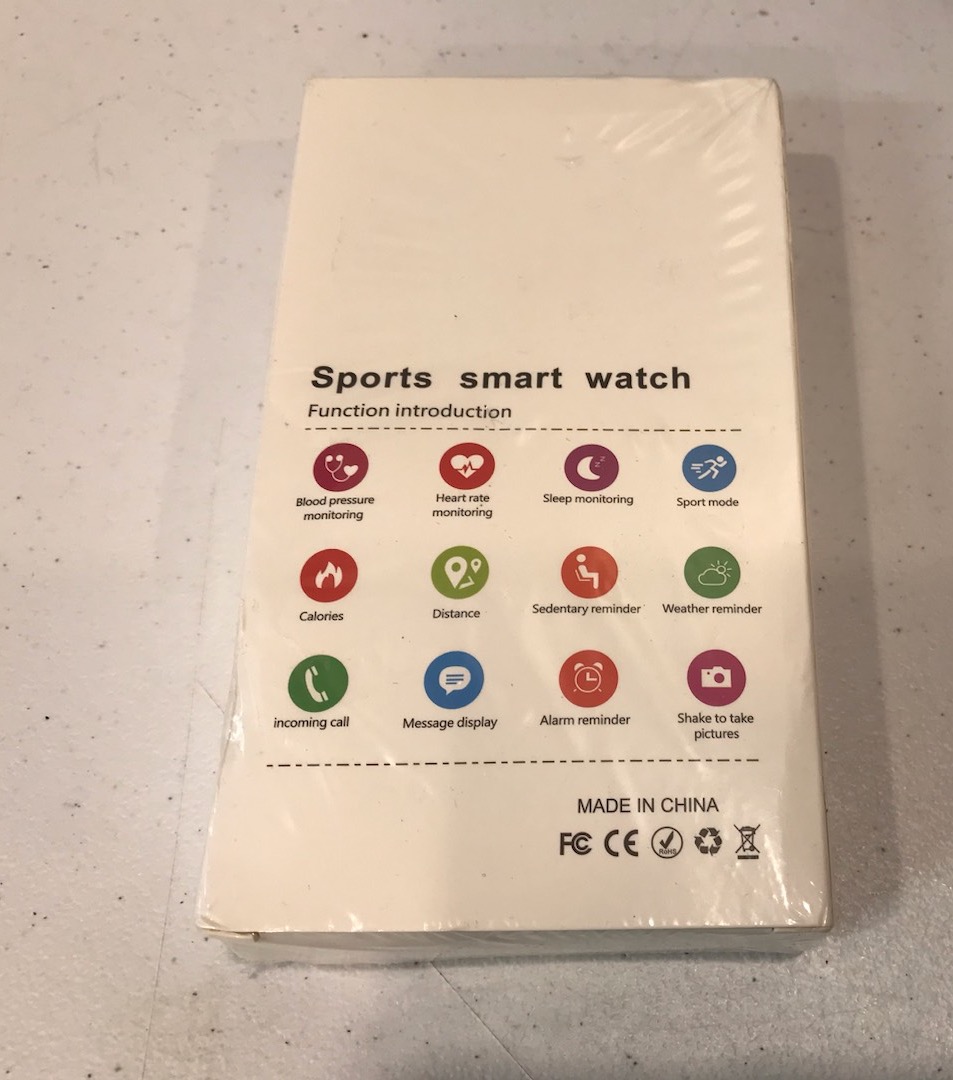 Sports smart watch
Function introduction
Blood pressure
monitoring
Heart rate
monitoring
Sleep monitoring
Sport mode
Calories
Distance
Sedentary reminder
Weather reminder
incoming call
Message display
Alarm reminder
Shake to take
pictures
MADE IN CHINA
FC CE RoHS